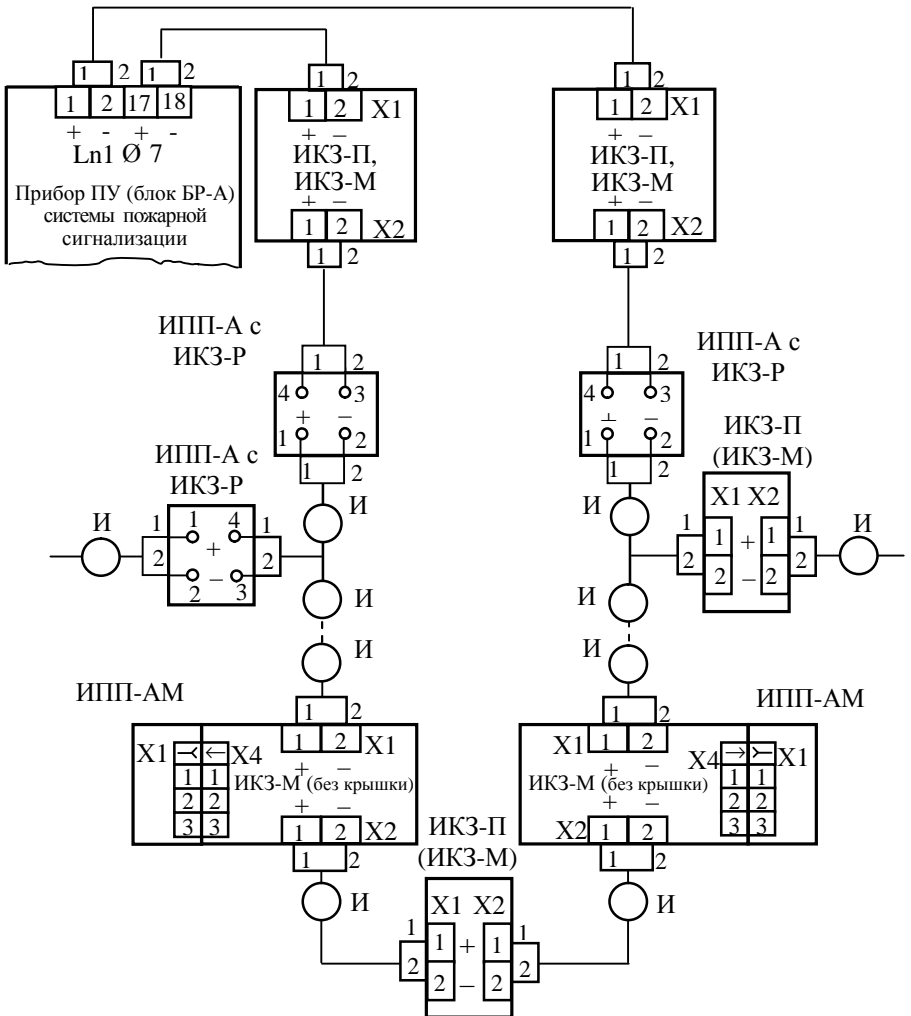 1 2 1 2
1 2 17 18
+ - + -
Ln1 Ø 7
Прибор ПУ (блок БР-А)
системы пожарной
сигнализации
1 2
1 2 X1
+ –
ИКЗ-П,
ИКЗ-М
+ –
1 2 X2
1 2
1 2
1 2 X1
+ –
ИКЗ-П,
ИКЗ-М
+ –
1 2 X2
1 2
ИПП-А с
ИКЗ-Р
1 2
4 3
+ –
1 2
1 2
И
ИПП-А с
ИКЗ-Р
1 2
4 3
+ –
1 2
1 2
И
ИПП-А с
ИКЗ-Р
И
1 1 4 1
2 + 2
–
2 3
ИКЗ-П
(ИКЗ-М)
X1 X2
1 1 + 1 1
2 2 – 2 2
И
И
И
И
И
ИПП-АМ
1 2
X1 X4 1 2 X1
+ –
1 1 ИКЗ-М (без крышки)
2 2 + –
3 3 1 2 X2
1 2
И
ИПП-АМ
1 2
X1 1 2 X4 X1
+ –
ИКЗ-М (без крышки) 1 1
+ – 2 2
X2 1 2 3 3
1 2
И
ИКЗ-П
(ИКЗ-М)
X1 X2
1 1 + 1 1
2 2 – 2 2